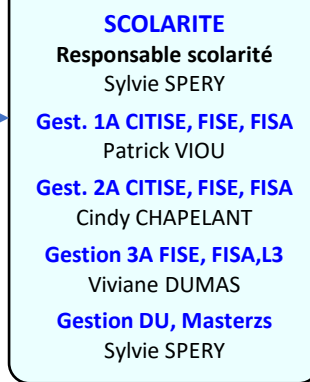 SCOLARITE
Responsable scolarité
Sylvie SPERY
Gest. 1A CITISE, FISE, FISA
Patrick VIOU
Gest. 2A CITISE, FISE, FISA
Cindy CHAPELANT
Gestion 3A FISE, FISA,L3
Viviane DUMAS
Gestion DU, Masterzs
Sylvie SPERY